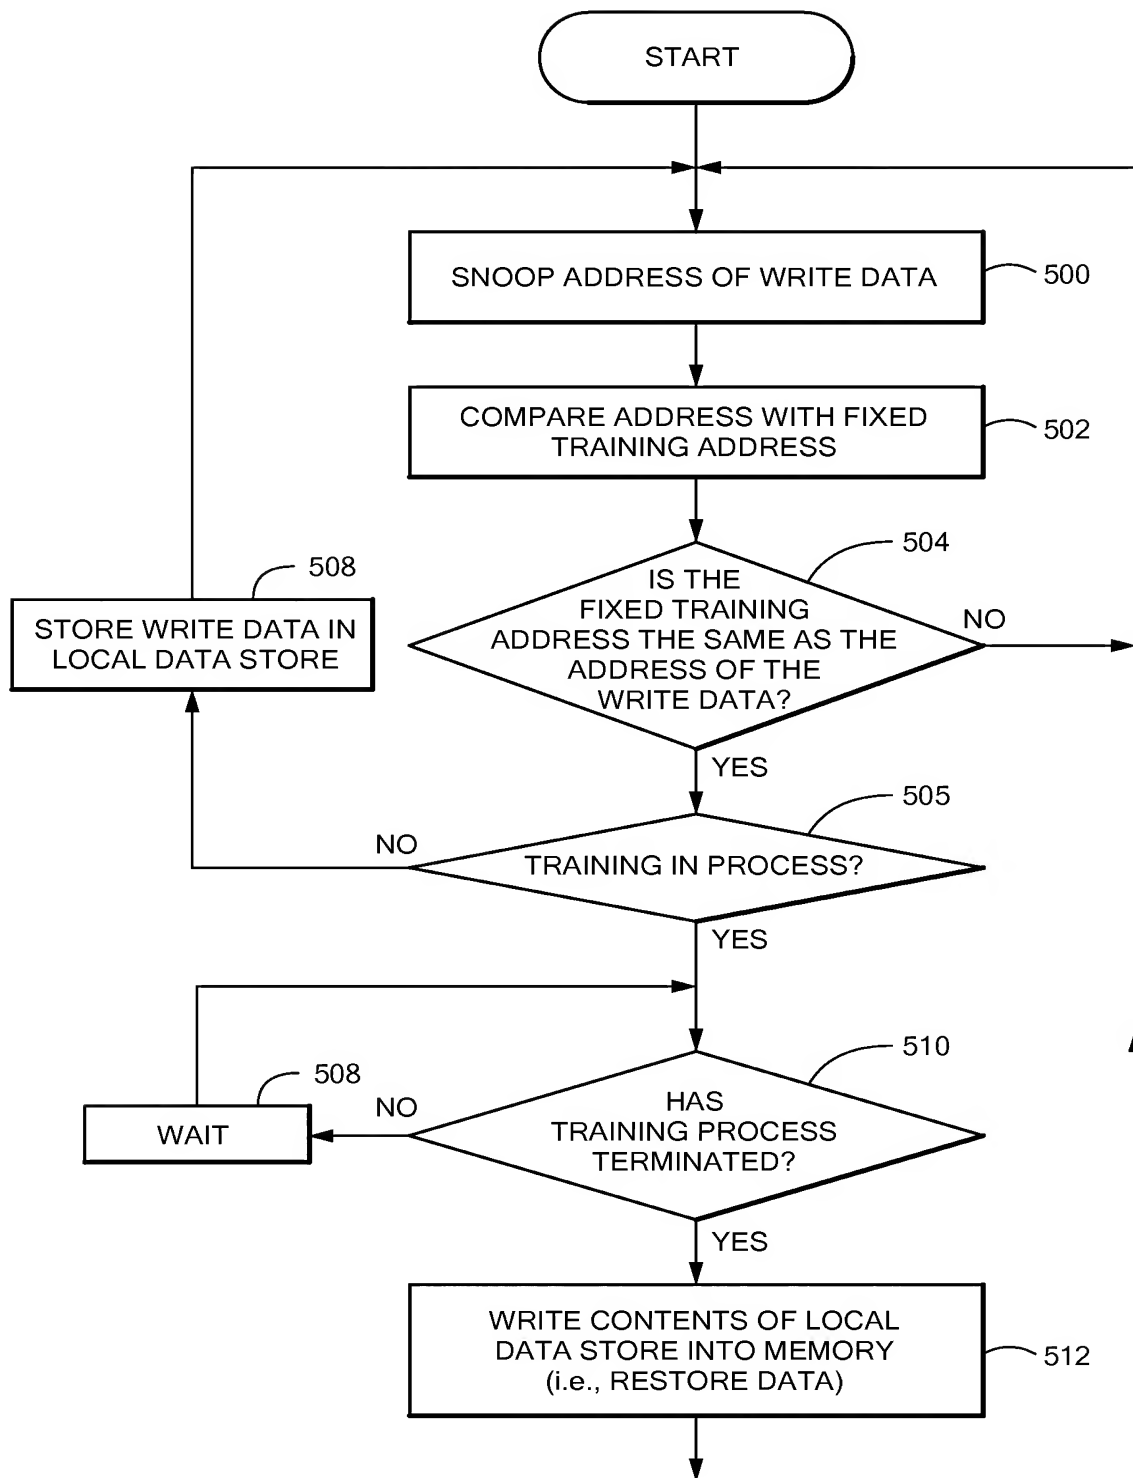 START
SNOOP ADDRESS OF WRITE DATA
500
COMPARE ADDRESS WITH FIXED
TRAINING ADDRESS
502
504
IS THE
FIXED TRAINING
ADDRESS THE SAME AS THE
ADDRESS OF THE
WRITE DATA?
NO
508
STORE WRITE DATA IN
LOCAL DATA STORE
YES
505
NO
TRAINING IN PROCESS?
YES
510
508
NO
WAIT
HAS
TRAINING PROCESS
TERMINATED?
YES
WRITE CONTENTS OF LOCAL
DATA STORE INTO MEMORY
(i.e., RESTORE DATA)
512